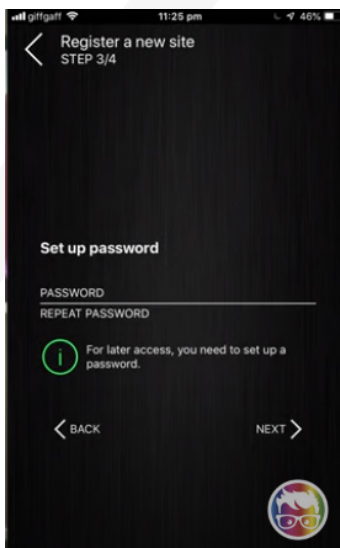 giffgaff 11:25 pm 46%
Register a new site
STEP 3/4
Set up password
PASSWORD
REPEAT PASSWORD
i
For later access, you need to set up a
password.
BACK NEXT